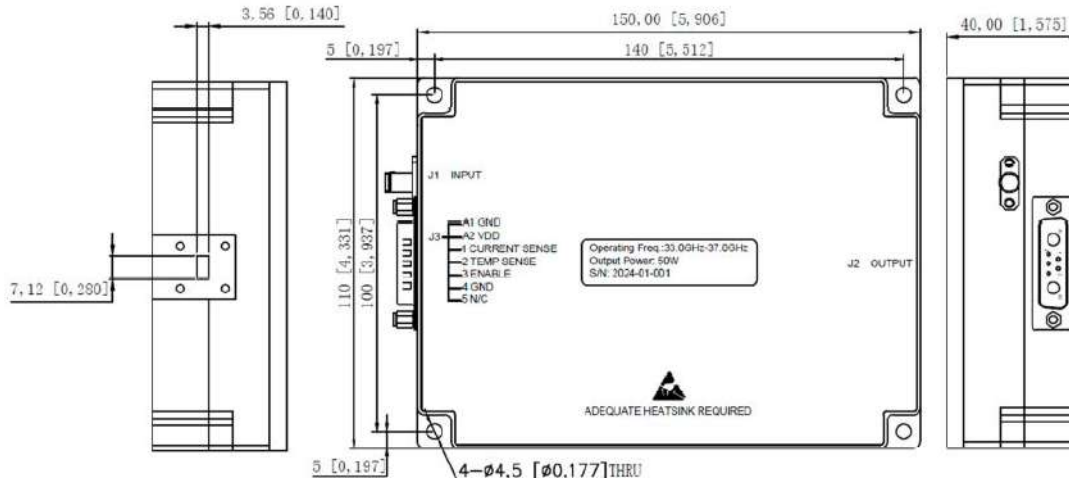 3.56 [0.140]
150.00 [5.906]
40.00 [1.575]
5 [0.197]
140 [5.512]
J1 INPUT
A1 GND
J3
A2 VDD
1 CURRENT SENSE
2 TEMP SENSE
3 ENABLE
4 GND
5 N/C
Operating Freq.:33.0GHz-37.0GHz
Output Power: 50W
S/N: 2024-01-001
J2 OUTPUT
7.12 [0.280]
110 [4.331]
100 [3.937]
ADEQUATE HEATSINK REQUIRED
5 [0.197]
4-ø4.5 [ø0.177]THRU